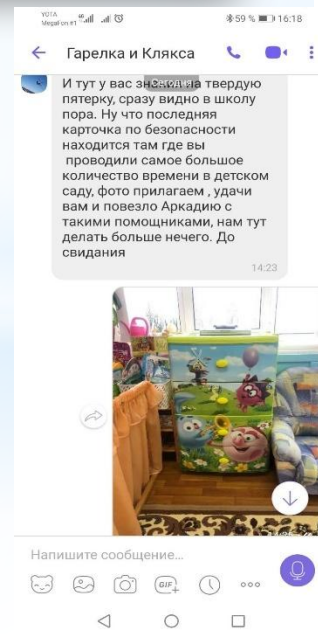 YOTA
MegaFon #1 59 % 16:18
Гарелка и Клякса
И тут у вас знания на твердую
Сегодня
пятерку, сразу видно в школу
пора. Ну что последняя
карточка по безопасности
находится там где вы
проводили самое большое
количество времени в детском
саду, фото прилагаем , удачи
вам и повезло Аркадию с
такими помощниками, нам тут
делать больше нечего. До
свидания
14:23
Напишите сообщение...
GIF